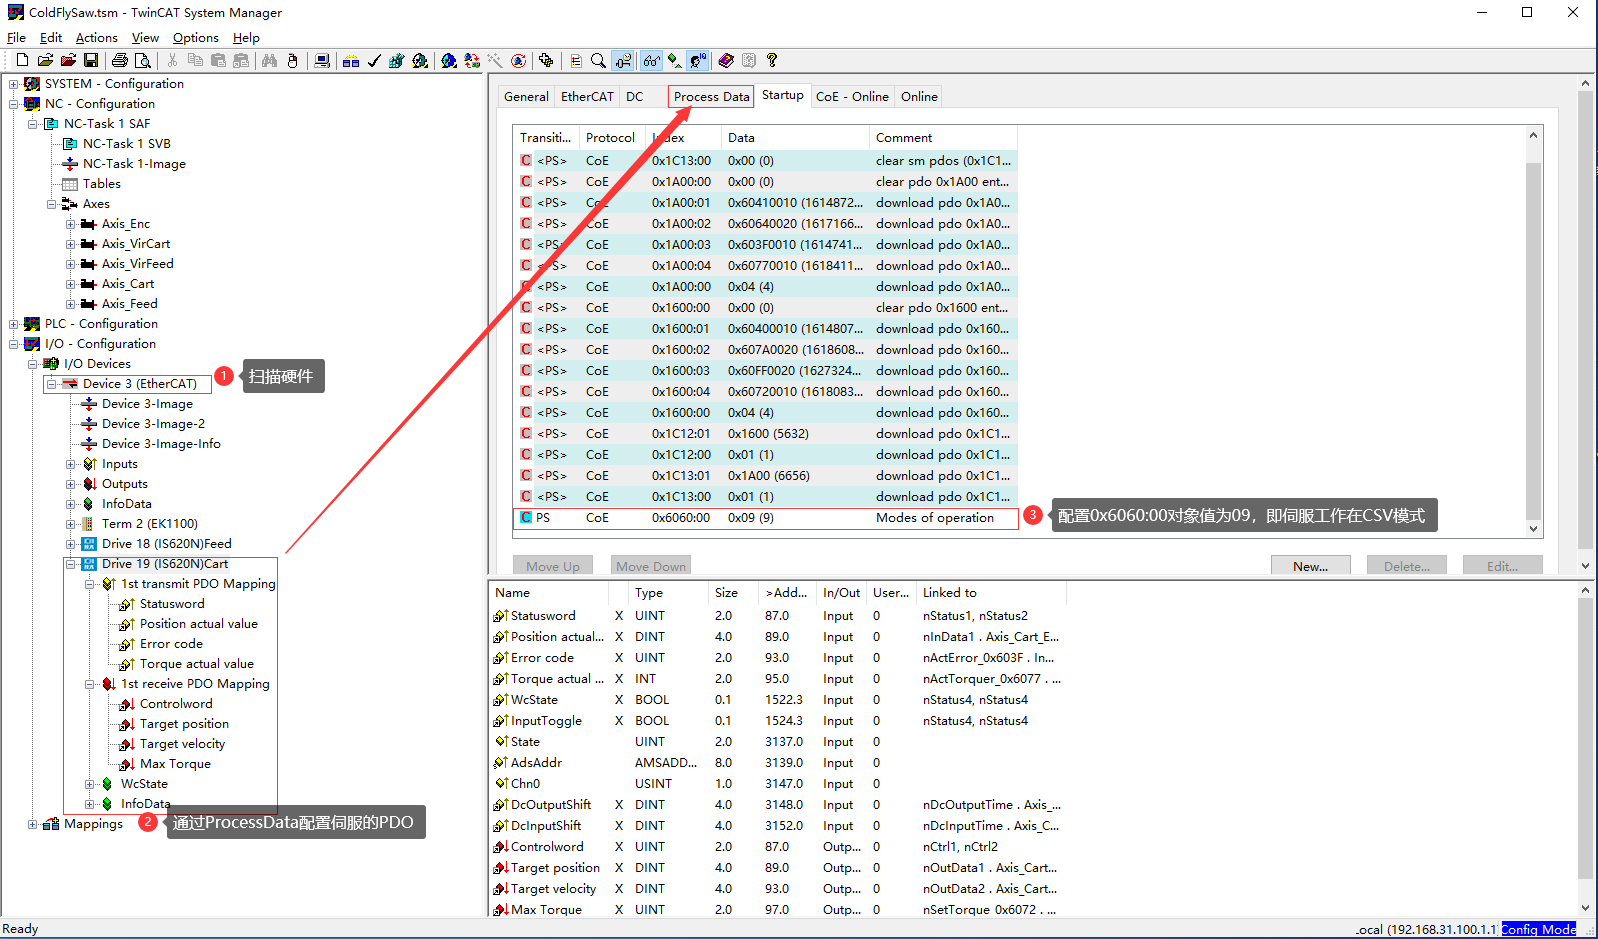 ColdFlySaw.tsm - TwinCAT System Manager
File Edit Actions View Options Help
SYSTEM - Configuration
NC - Configuration
NC-Task 1 SAF
NC-Task 1 SVB
NC-Task 1-Image
Tables
Axes
Axis_Enc
Axis_VirCart
Axis_VirFeed
Axis_Cart
Axis_Feed
PLC - Configuration
I/O - Configuration
I/O Devices
Device 3 (EtherCAT)
1 扫描硬件
Device 3-Image
Device 3-Image-2
Device 3-Image-Info
Inputs
Outputs
InfoData
Term 2 (EK1100)
Drive 18 (IS620N)Feed
Drive 19 (IS620N)Cart
1st transmit PDO Mapping
Statusword
Position actual value
Error code
Torque actual value
1st receive PDO Mapping
Controlword
Target position
Target velocity
Max Torque
WcState
InfoData
Mappings
2 通过ProcessData配置伺服的PDO
General EtherCAT DC Process Data Startup CoE - Online Online
Transiti... Protocol Index Data Comment
C <PS> CoE 0x1C13:00 0x00 (0) clear sm pdos (0x1C1...
C <PS> CoE 0x1A00:00 0x00 (0) clear pdo 0x1A00 ent...
C <PS> CoE 0x1A00:01 0x60410010 (1614872... download pdo 0x1A0...
C <PS> CoE 0x1A00:02 0x60640020 (1617166... download pdo 0x1A0...
C <PS> CoE 0x1A00:03 0x603F0010 (1614741... download pdo 0x1A0...
C <PS> CoE 0x1A00:04 0x60770010 (1618411... download pdo 0x1A0...
C <PS> CoE 0x1A00:00 0x04 (4) download pdo 0x1A0...
C <PS> CoE 0x1600:00 0x00 (0) clear pdo 0x1600 ent...
C <PS> CoE 0x1600:01 0x60400010 (1614807... download pdo 0x160...
C <PS> CoE 0x1600:02 0x607A0020 (1618608... download pdo 0x160...
C <PS> CoE 0x1600:03 0x60FF0020 (1627324... download pdo 0x160...
C <PS> CoE 0x1600:04 0x60720010 (1618083... download pdo 0x160...
C <PS> CoE 0x1600:00 0x04 (4) download pdo 0x160...
C <PS> CoE 0x1C12:01 0x1600 (5632) download pdo 0x1C1...
C <PS> CoE 0x1C12:00 0x01 (1) download pdo 0x1C1...
C <PS> CoE 0x1C13:01 0x1A00 (6656) download pdo 0x1C1...
C <PS> CoE 0x1C13:00 0x01 (1) download pdo 0x1C1...
C PS CoE 0x6060:00 0x09 (9) Modes of operation
3 配置0x6060:00对象值为09，即伺服工作在CSV模式
Move Up Move Down New... Delete... Edit...
Name Type Size >Add... In/Out User... Linked to
Statusword X UINT 2.0 87.0 Input 0 nStatus1, nStatus2
Position actual... X DINT 4.0 89.0 Input 0 nInData1 . Axis_Cart_E...
Error code X UINT 2.0 93.0 Input 0 nActError_0x603F . In...
Torque actual ... X INT 2.0 95.0 Input 0 nActTorquer_0x6077 . ...
WcState X BOOL 0.1 1522.3 Input 0 nStatus4, nStatus4
InputToggle X BOOL 0.1 1524.3 Input 0 nStatus4, nStatus4
State UINT 2.0 3137.0 Input 0
AdsAddr AMSADD... 8.0 3139.0 Input 0
Chn0 USINT 1.0 3147.0 Input 0
DcOutputShift X DINT 4.0 3148.0 Input 0 nDcOutputTime . Axis_...
DcInputShift X DINT 4.0 3152.0 Input 0 nDcInputTime . Axis_C...
Controlword X UINT 2.0 87.0 Outp... 0 nCtrl1, nCtrl2
Target position X DINT 4.0 89.0 Outp... 0 nOutData1 . Axis_Cart...
Target velocity X DINT 4.0 93.0 Outp... 0 nOutData2 . Axis_Cart...
Max Torque X UINT 2.0 97.0 Outp... 0 nSetTorque 0x6072 . ...
Ready
ocal (192.168.31.100.1.1) Config Mode